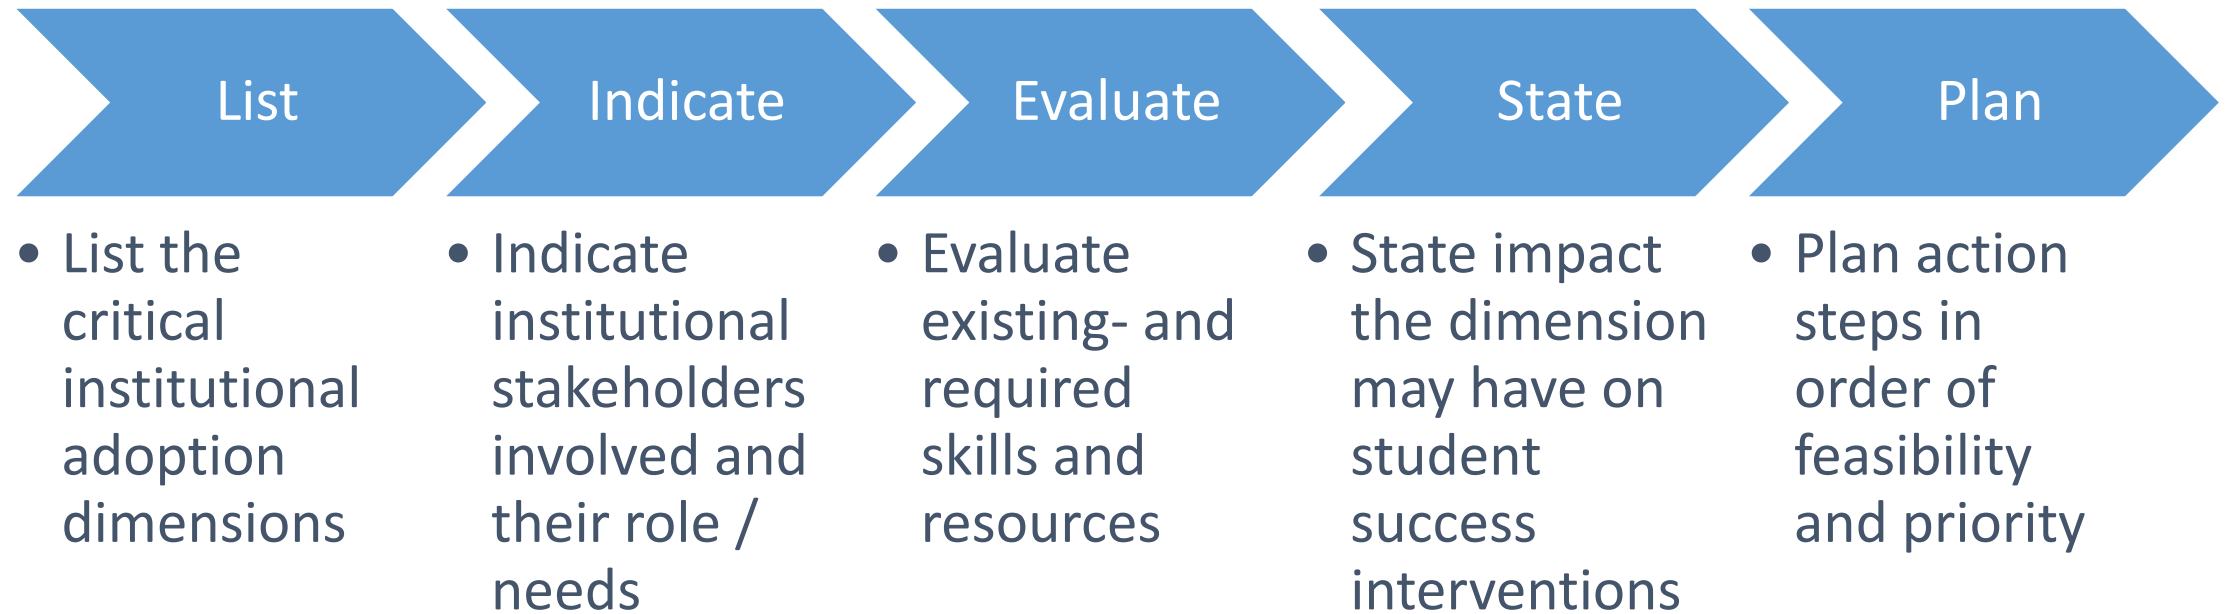 List
Indicate
Evaluate
State
Plan
• List the
critical
institutional
adoption
dimensions
• Indicate
institutional
stakeholders
involved and
their role /
needs
• Evaluate
existing- and
required
skills and
resources
• State impact
the dimension
may have on
student
success
interventions
• Plan action
steps in
order of
feasibility
and priority